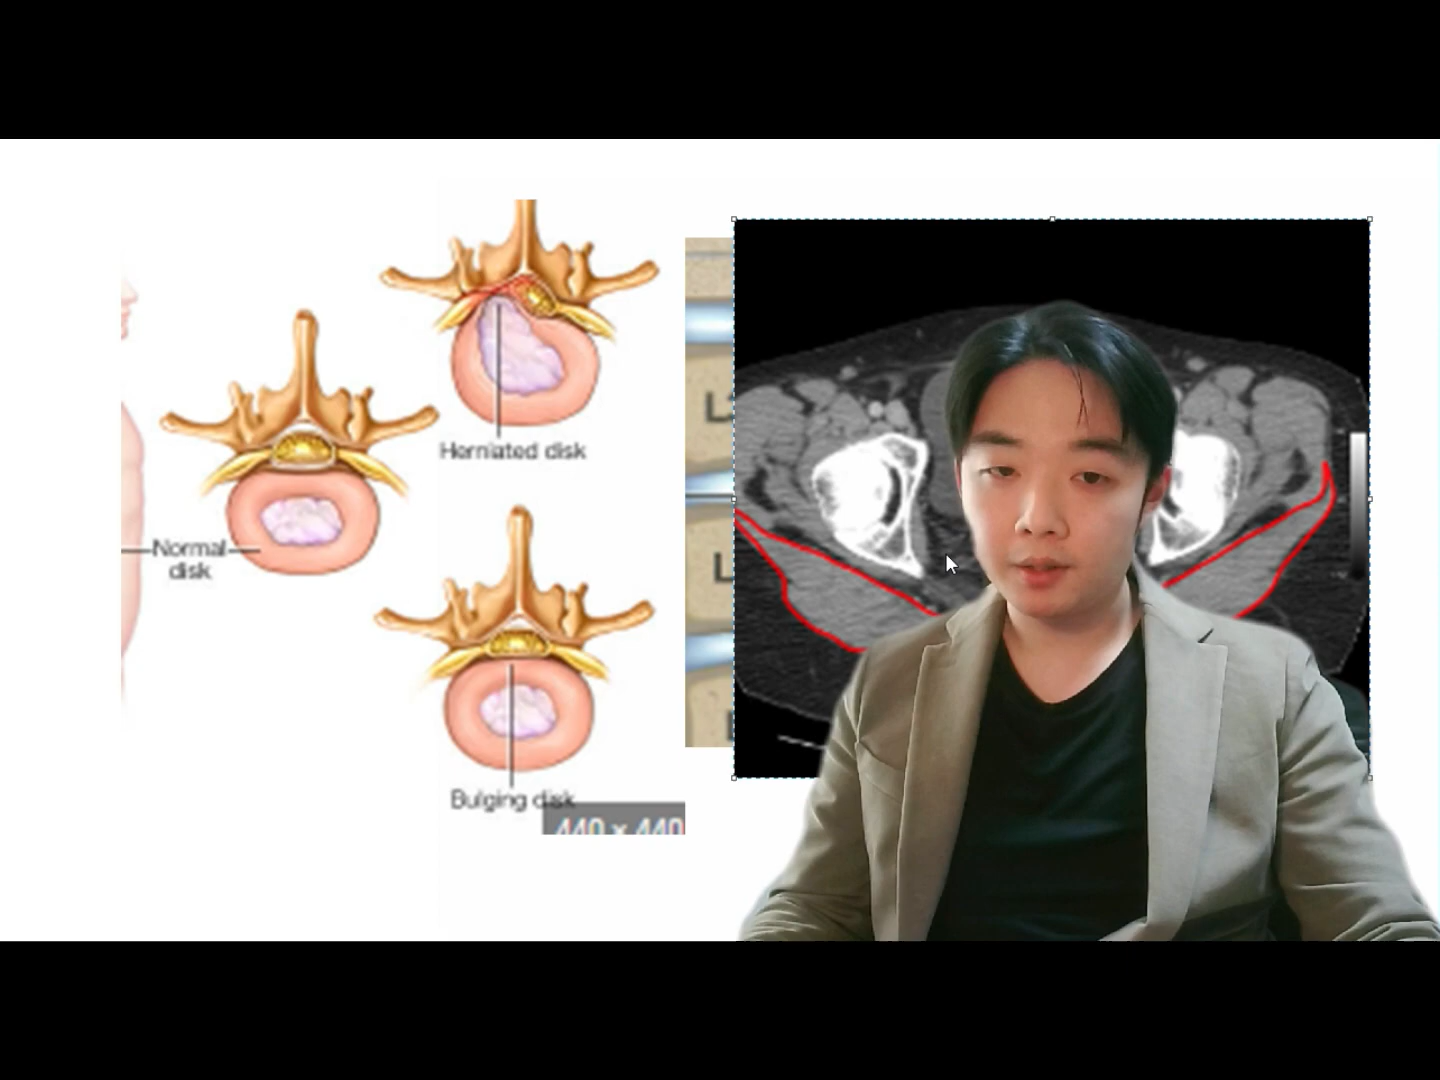 Herniated disk
Normal
disk
Bulging disk
440 x 440